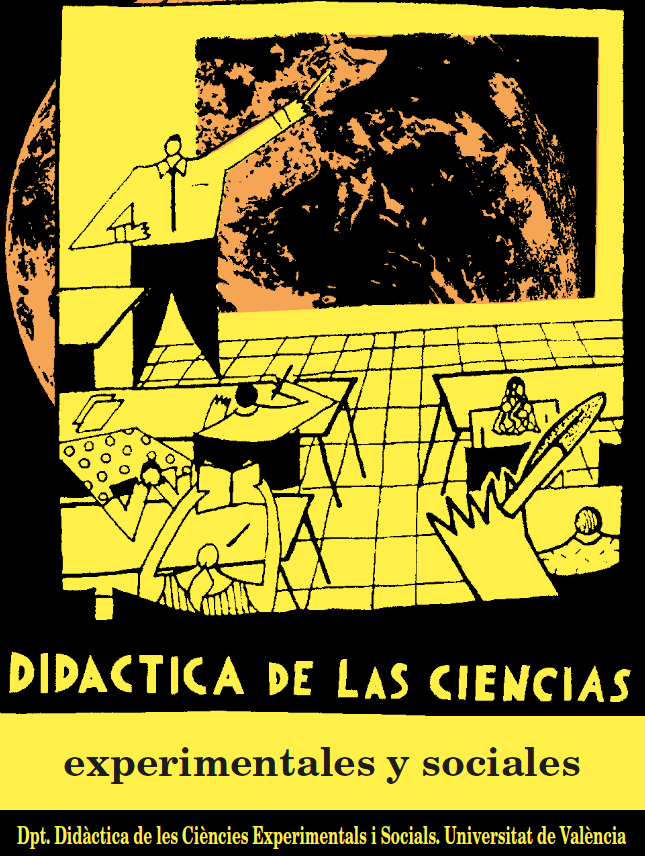 DIDACTICA DE LAS CIENCIAS
experimentales y sociales
Dpt. Didàctica de les Ciències Experimentals i Socials. Universitat de València